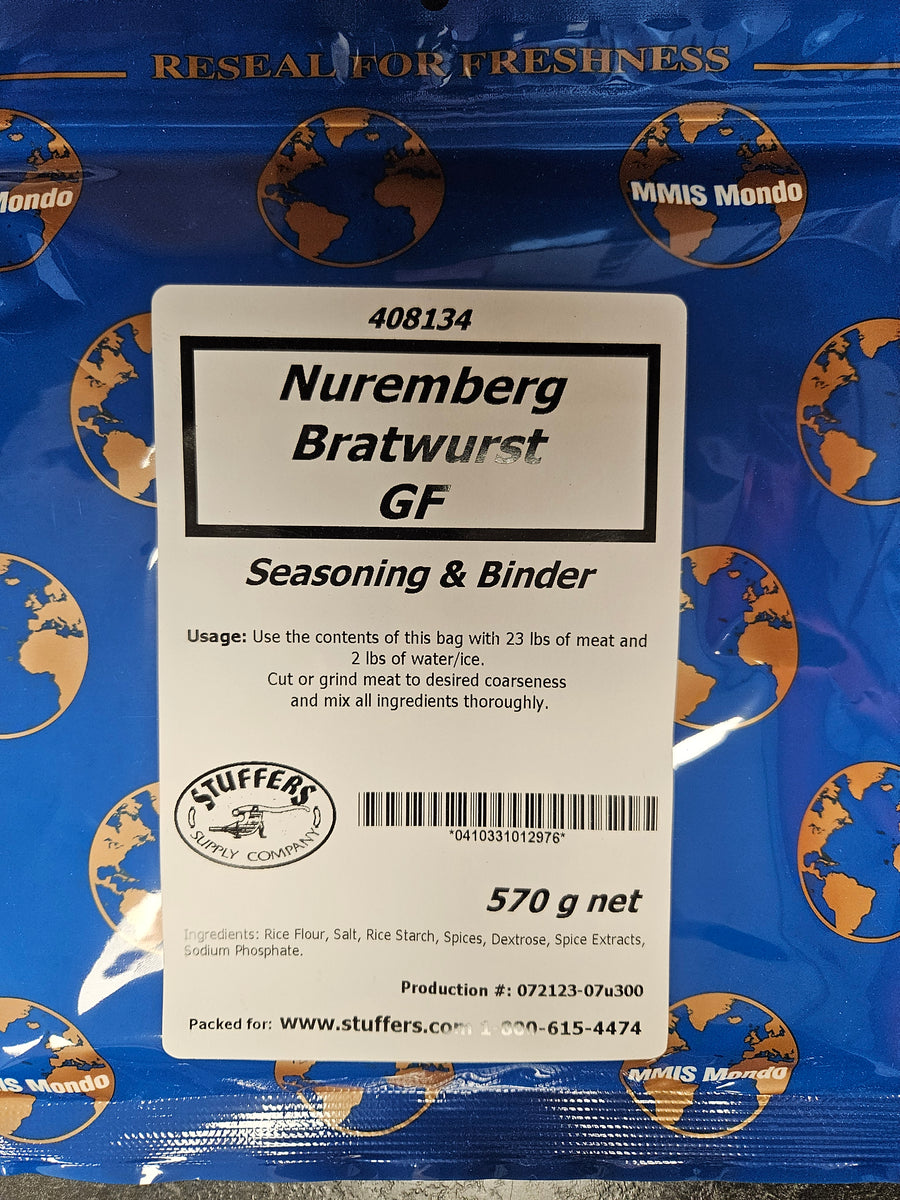 RESEAL FOR FRESHNESS
Mondo
MMIS Mondo
408134
Nuremberg
Bratwurst
GF
Seasoning & Binder
Usage: Use the contents of this bag with 23 lbs of meat and
2 lbs of water/ice.
Cut or grind meat to desired coarseness
and mix all ingredients thoroughly.
STUFFERS
SUPPLY COMPANY
*0410331012976*
570 g net
Ingredients: Rice Flour, Salt, Rice Starch, Spices, Dextrose, Spice Extracts,
Sodium Phosphate.
Production #: 072123-07u300
Packed for: www.stuffers.com 1-800-615-4474
IS Mondo
MMIS Mondo